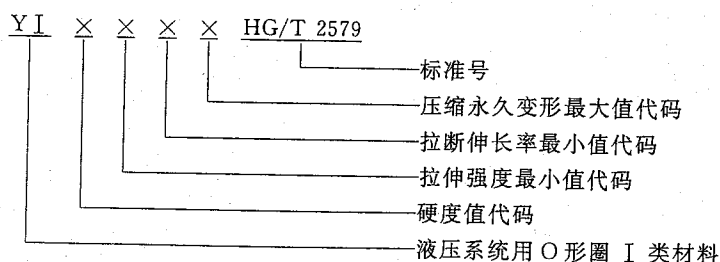 YI × × × × HG/T 2579
标准号
压缩永久变形最大值代码
拉断伸长率最小值代码
拉伸强度最小值代码
硬度值代码
液压系统用O形圈 I 类材料